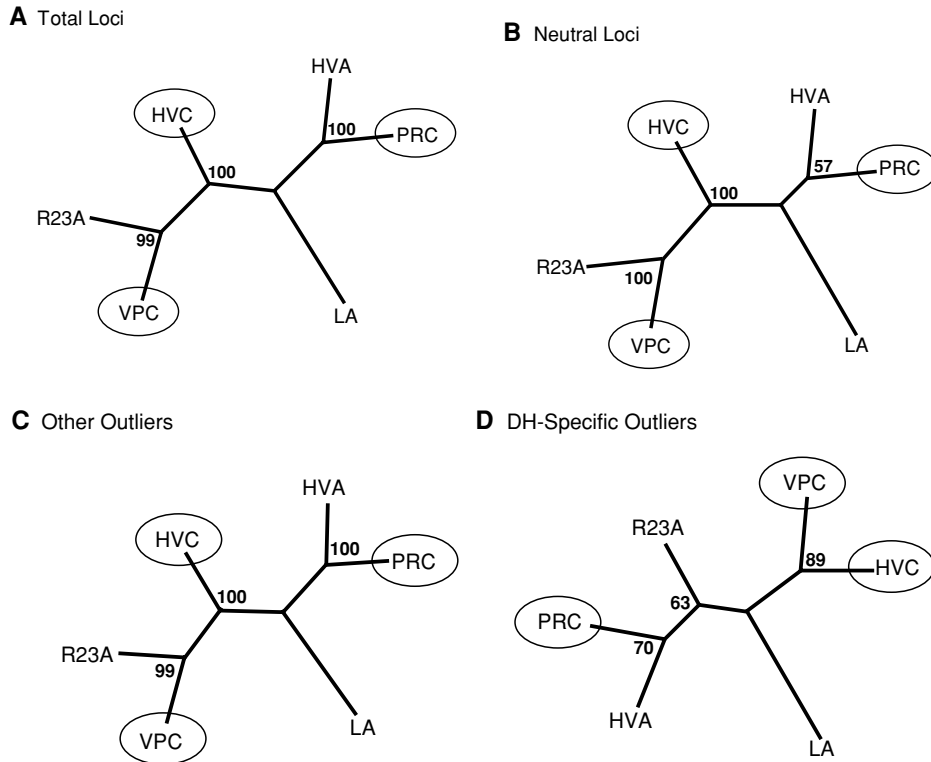 A Total Loci
HVA
HVC
100
PRC
100
R23A
99
VPC
LA
B Neutral Loci
HVA
HVC
57
PRC
100
R23A
100
VPC
LA
C Other Outliers
HVA
HVC
100
PRC
100
R23A
99
VPC
LA
D DH-Specific Outliers
VPC
R23A
89
HVC
63
PRC
70
HVA
LA